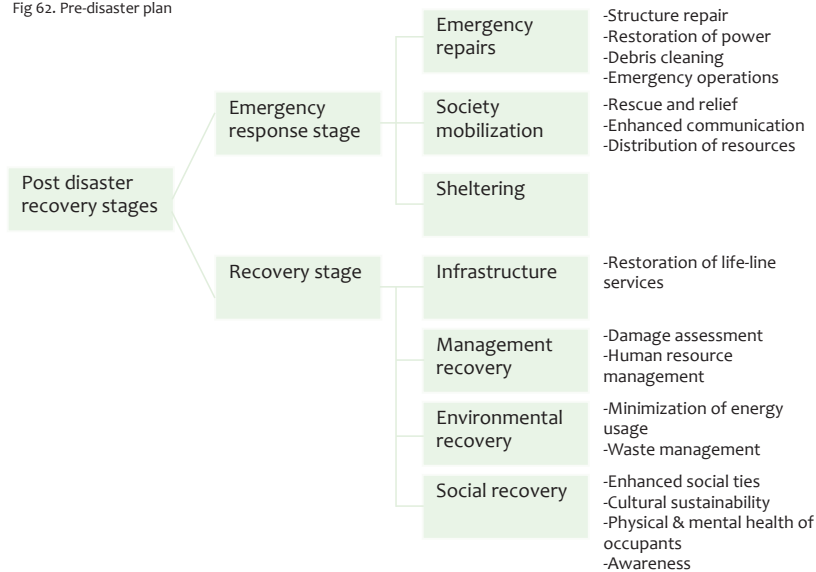 Fig 62. Pre-disaster plan
Post disaster
recovery stages
Emergency
response stage
Emergency
repairs
-Structure repair
-Restoration of power
-Debris cleaning
-Emergency operations
Society
mobilization
-Rescue and relief
-Enhanced communication
-Distribution of resources
Sheltering
Recovery stage
Infrastructure
-Restoration of life-line
services
Management
recovery
-Damage assessment
-Human resource
management
Environmental
recovery
-Minimization of energy
usage
-Waste management
Social recovery
-Enhanced social ties
-Cultural sustainability
-Physical & mental health of
occupants
-Awareness